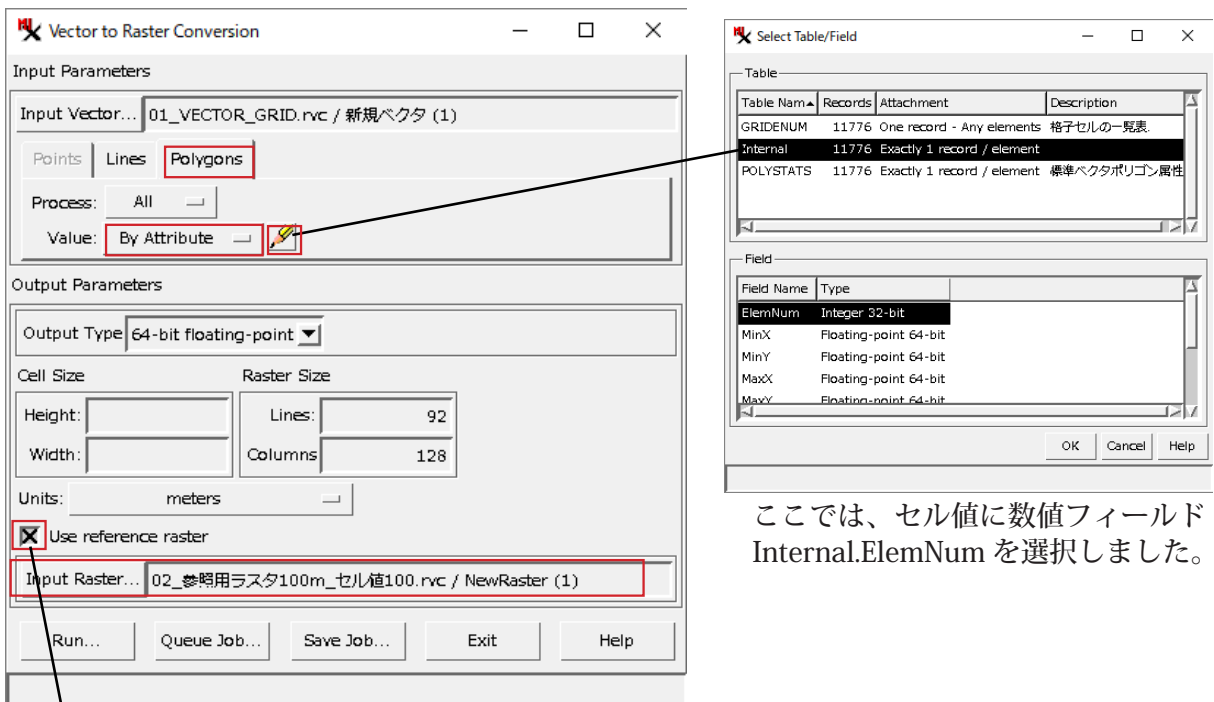 Vector to Raster Conversion
Input Parameters
Input Vector... 01_VECTOR_GRID.rvc / 新規ベクタ (1)
Points Lines Polygons
Process: All
Value: By Attribute
Output Parameters
Output Type 64-bit floating-point
Cell Size Raster Size
Height: Lines: 92
Width: Columns 128
Units: meters
Use reference raster
Input Raster... 02_参照用ラスタ100m_セル値100.rvc / NewRaster (1)
Run... Queue Job... Save Job... Exit Help
Select Table/Field
Table
Table Nam Records Attachment Description
GRIDENUM 11776 One record - Any elements 格子セルの一覧表.
Internal 11776 Exactly 1 record / element
POLYSTATS 11776 Exactly 1 record / element 標準ベクタポリゴン属性
Field
Field Name Type
ElemNum Integer 32-bit
MinX Floating-point 64-bit
MinY Floating-point 64-bit
MaxX Floating-point 64-bit
MaxY Floating-point 64-bit
OK Cancel Help
ここでは、セル値に数値フィールド
Internal.ElemNum を選択しました。